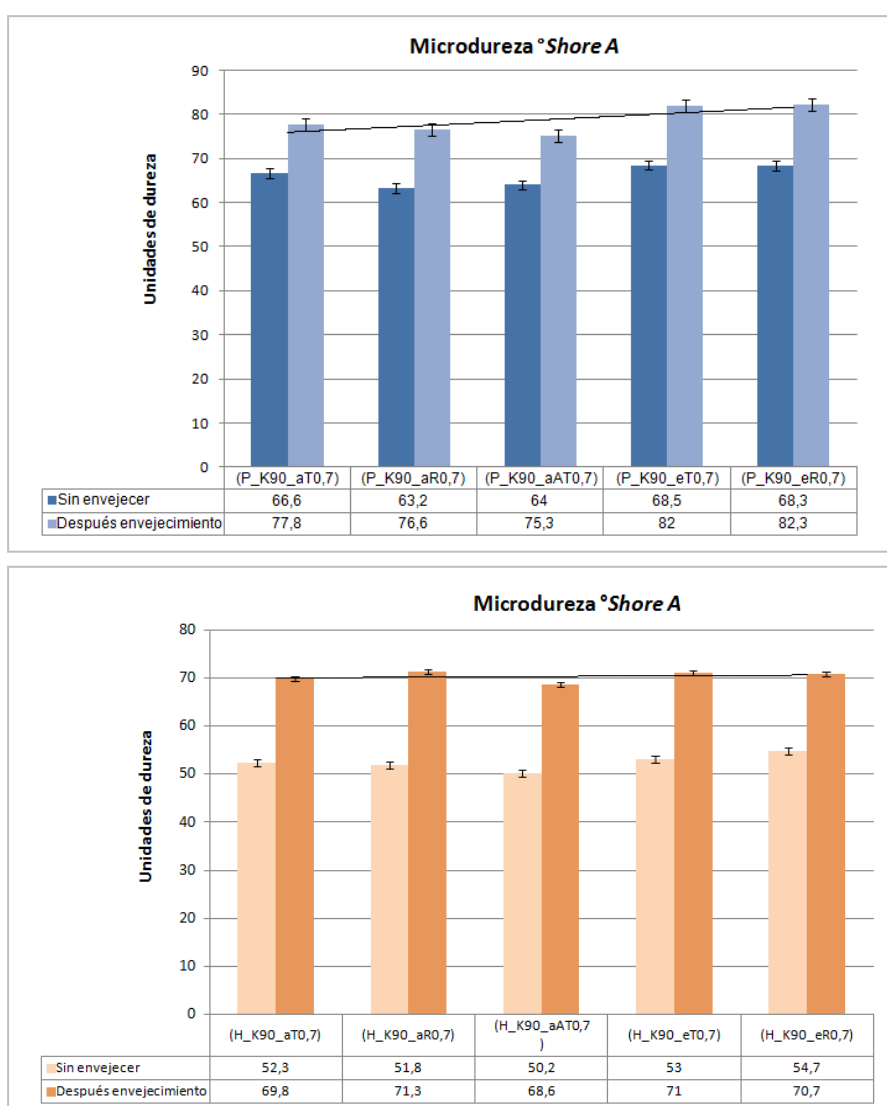 Microdureza °Shore A
Unidades de dureza
90
80
70
60
50
40
30
20
10
0
(P_K90_aT0,7) (P_K90_aR0,7) (P_K90_aAT0,7) (P_K90_eT0,7) (P_K90_eR0,7)
Sin envejecer 66,6 63,2 64 68,5 68,3
Después envejecimiento 77,8 76,6 75,3 82 82,3
Microdureza °Shore A
Unidades de dureza
80
70
60
50
40
30
20
10
0
(H_K90_aT0,7) (H_K90_aR0,7) (H_K90_aAT0,7 (H_K90_eT0,7) (H_K90_eR0,7)
)
Sin envejecer 52,3 51,8 50,2 53 54,7
Después envejecimiento 69,8 71,3 68,6 71 70,7